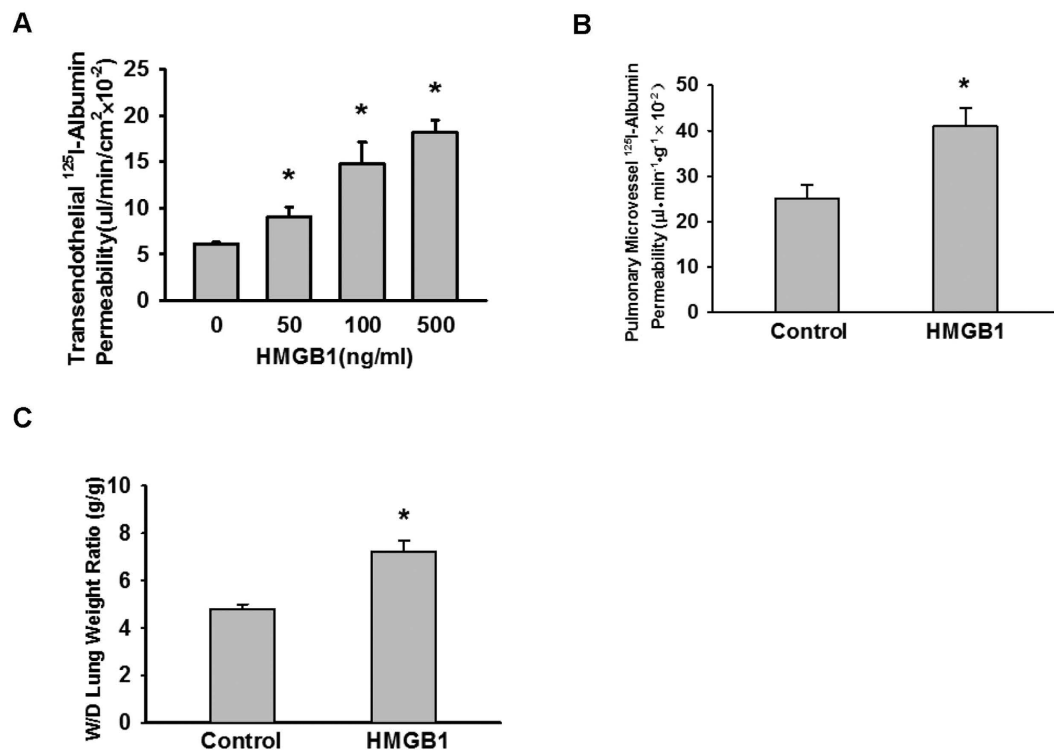 A
Transendothelial ¹²⁵I-Albumin
Permeability(ul/min/cm²x10⁻²)
25
20
15
10
5
0
*
*
*
0 50 100 500
HMGB1(ng/ml)
B
Pulmonary Microvessel ¹²⁵I-Albumin
Permeability (µl•min⁻¹•g⁻¹ × 10⁻²)
50
40
30
20
10
0
*
Control HMGB1
C
W/D Lung Weight Ratio (g/g)
10
8
6
4
2
0
*
Control HMGB1